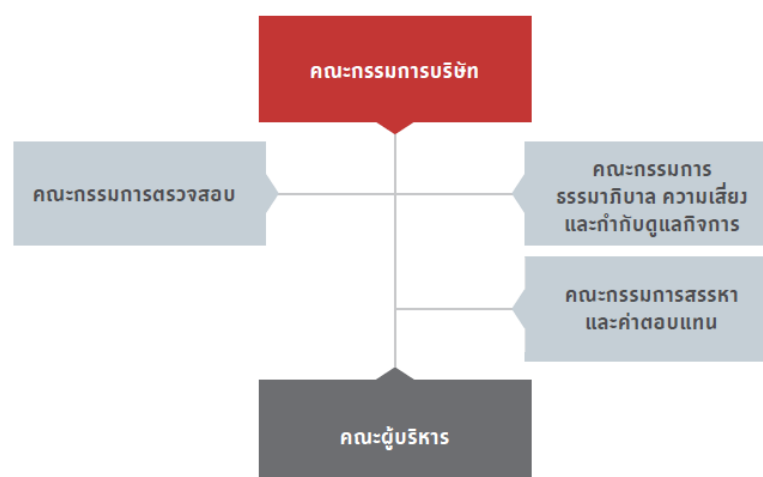 คณะกรรมการบริษัท
คณะกรรมการตรวจสอบ
คณะกรรมการ
ธรรมาภิบาล ความเสี่ยง
และกำกับดูแลกิจการ
คณะกรรมการสรรหา
และค่าตอบแทน
คณะผู้บริหาร